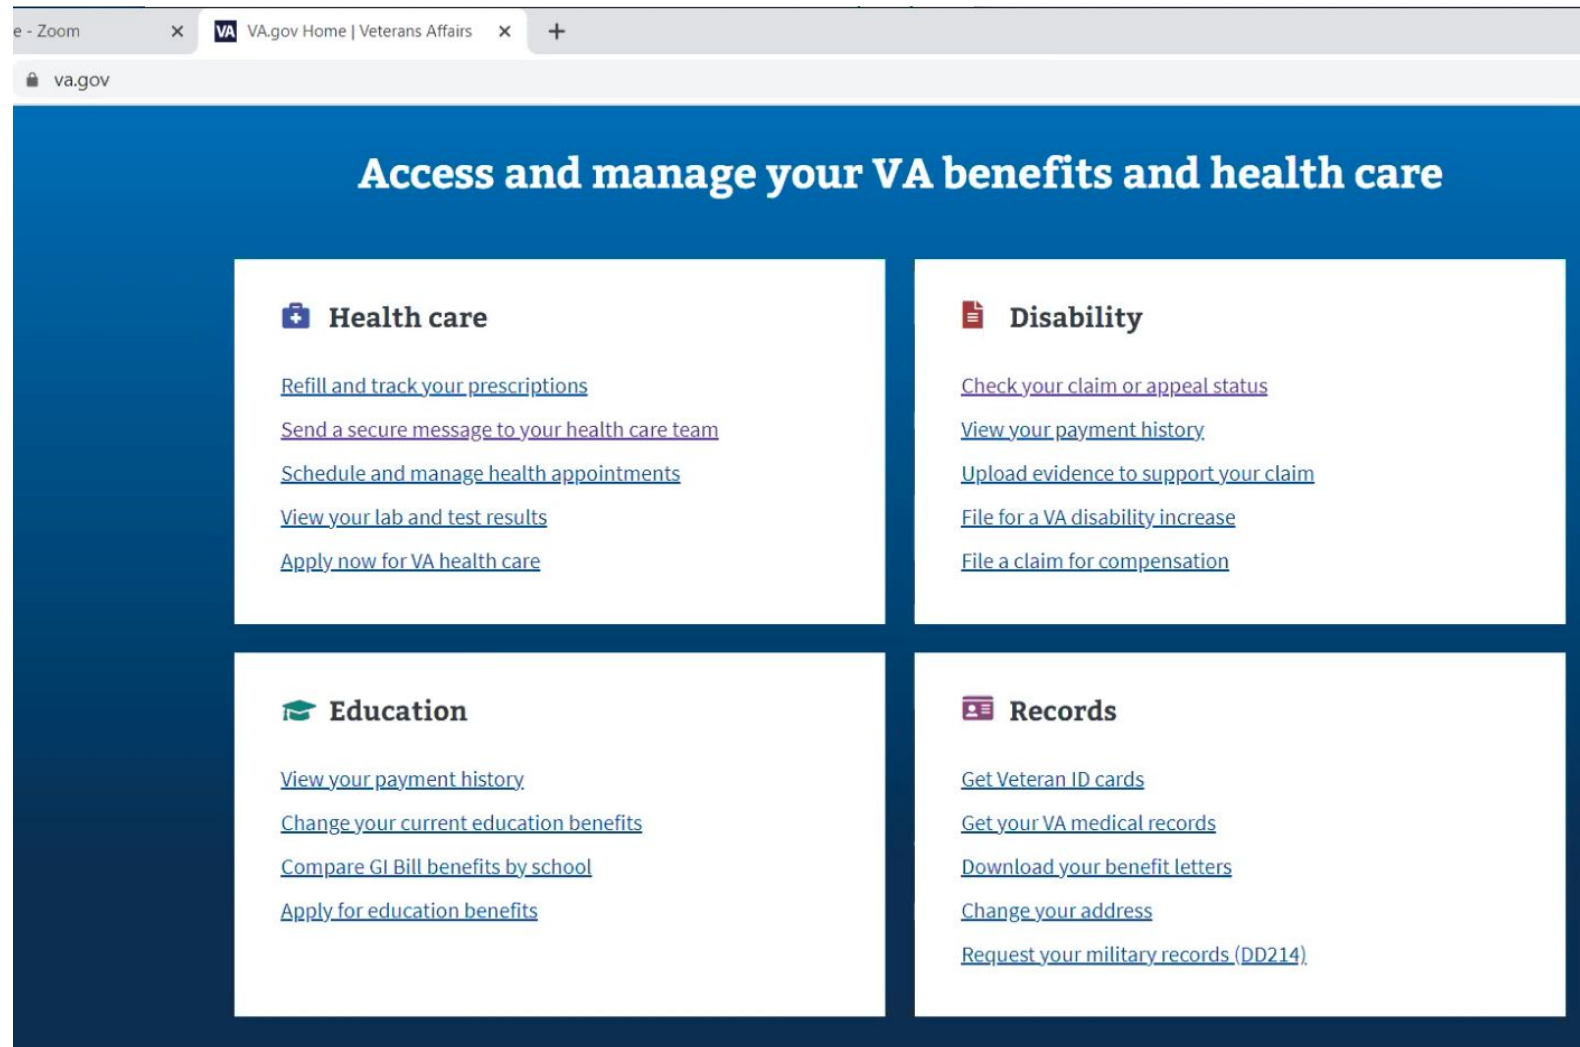 e - Zoom
VA VA.gov Home | Veterans Affairs
va.gov
Access and manage your VA benefits and health care
Health care
Refill and track your prescriptions
Send a secure message to your health care team
Schedule and manage health appointments
View your lab and test results
Apply now for VA health care
Disability
Check your claim or appeal status
View your payment history
Upload evidence to support your claim
File for a VA disability increase
File a claim for compensation
Education
View your payment history
Change your current education benefits
Compare GI Bill benefits by school
Apply for education benefits
Records
Get Veteran ID cards
Get your VA medical records
Download your benefit letters
Change your address
Request your military records (DD214)